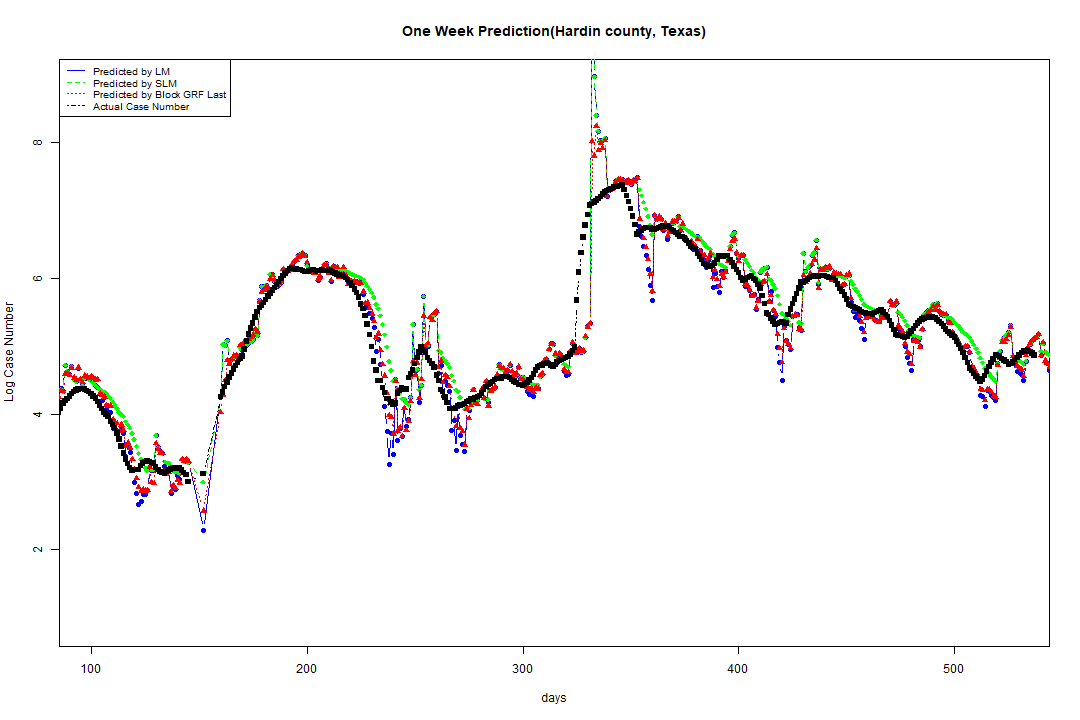 One Week Prediction(Hardin county, Texas)
Predicted by LM
Predicted by SLM
Predicted by Block GRF Last
Actual Case Number
Log Case Number
8
6
4
2
100 200 300 400 500
days